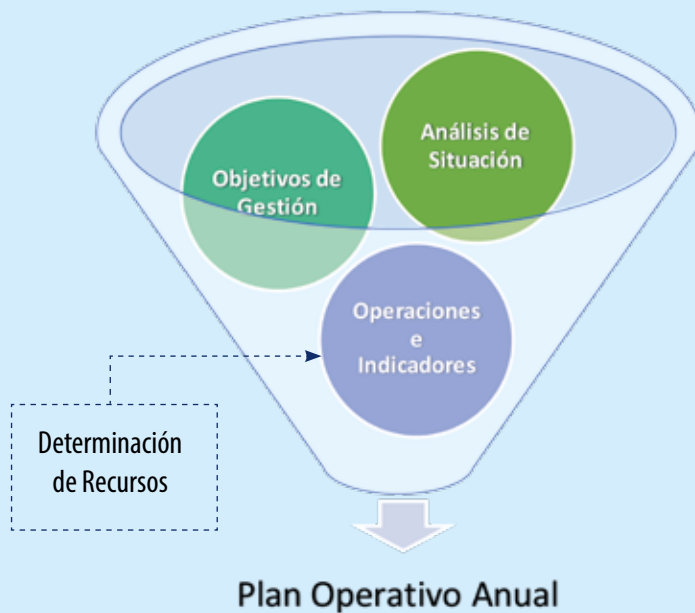 Análisis de
Situación
Objetivos de
Gestión
Operaciones
e
Indicadores
Determinación
de Recursos
Plan Operativo Anual